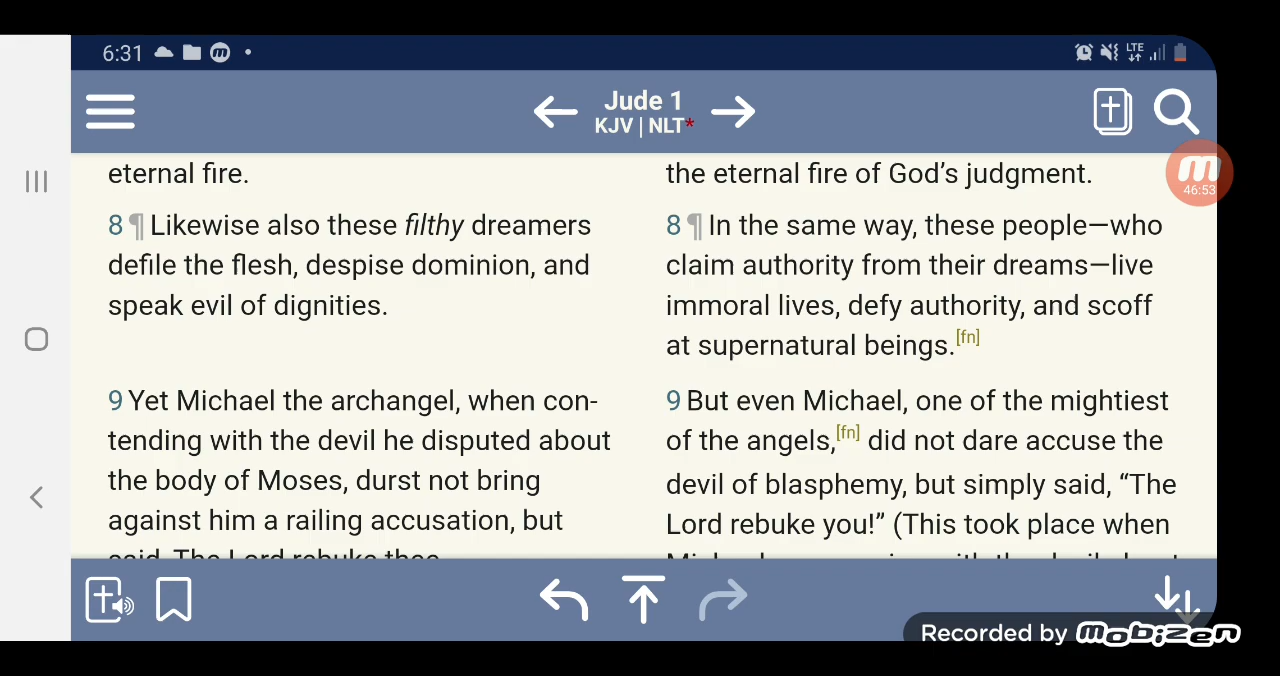 6:31
LTE
Jude 1
KJV | NLT*
46:53
eternal fire.
8 ¶ Likewise also these filthy dreamers
defile the flesh, despise dominion, and
speak evil of dignities.
9 Yet Michael the archangel, when con-
tending with the devil he disputed about
the body of Moses, durst not bring
against him a railing accusation, but
said, The Lord rebuke thee
the eternal fire of God’s judgment.
8 ¶ In the same way, these people—who
claim authority from their dreams—live
immoral lives, defy authority, and scoff
at supernatural beings.[fn]
9 But even Michael, one of the mightiest
of the angels,[fn] did not dare accuse the
devil of blasphemy, but simply said, “The
Lord rebuke you!” (This took place when
Recorded by mobizen